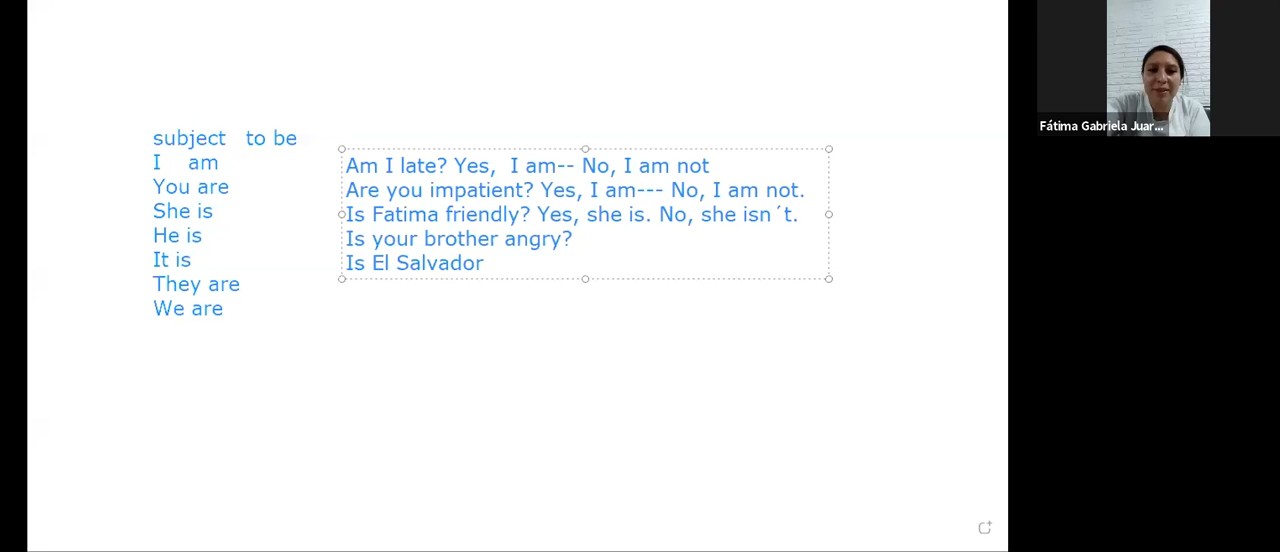 subject to be
I am
You are
She is
He is
It is
They are
We are
Am I late? Yes, I am-- No, I am not
Are you impatient? Yes, I am--- No, I am not.
Is Fatima friendly? Yes, she is. No, she isn´t.
Is your brother angry?
Is El Salvador
Fátima Gabriela Juar...